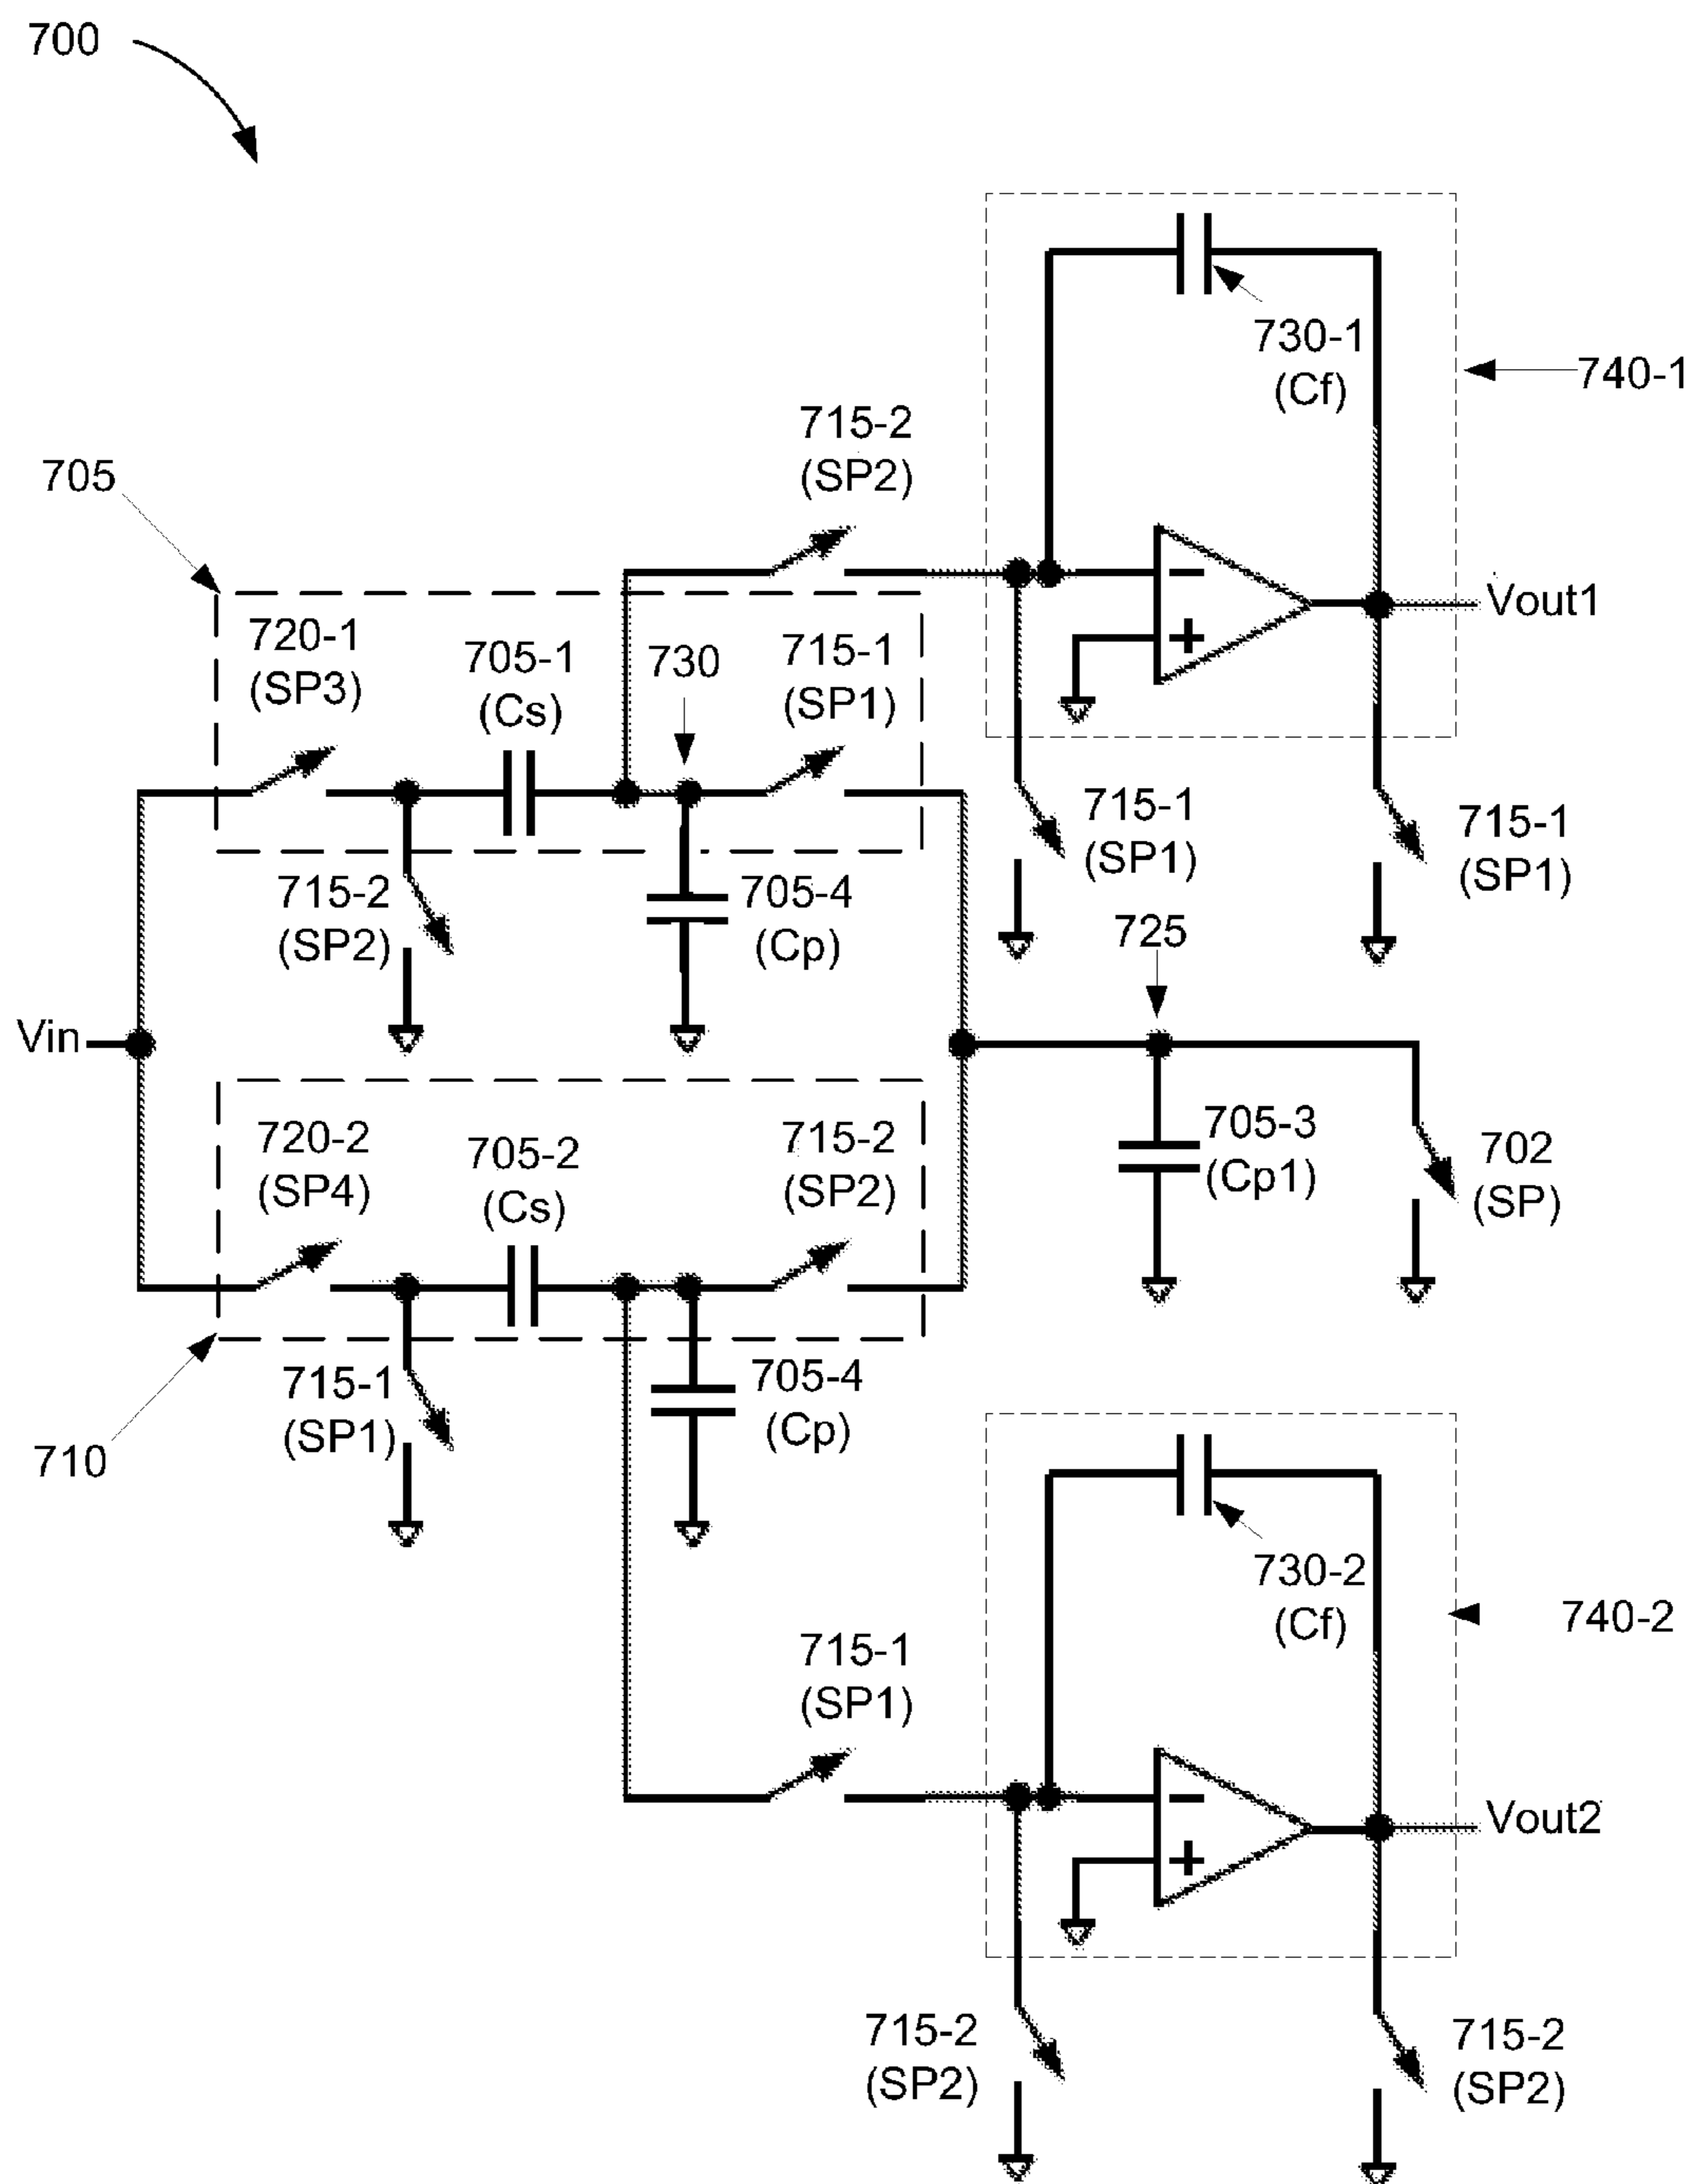 700
730-1
(Cf)
740-1
715-2
(SP2)
705
720-1
(SP3)
705-1
(Cs)
730
715-1
(SP1)
−
+
Vout1
715-1
(SP1)
715-1
(SP1)
715-2
(SP2)
705-4
(Cp)
725
Vin
720-2
(SP4)
705-2
(Cs)
715-2
(SP2)
705-3
(Cp1)
702
(SP)
715-1
(SP1)
705-4
(Cp)
710
730-2
(Cf)
740-2
715-1
(SP1)
−
+
Vout2
715-2
(SP2)
715-2
(SP2)